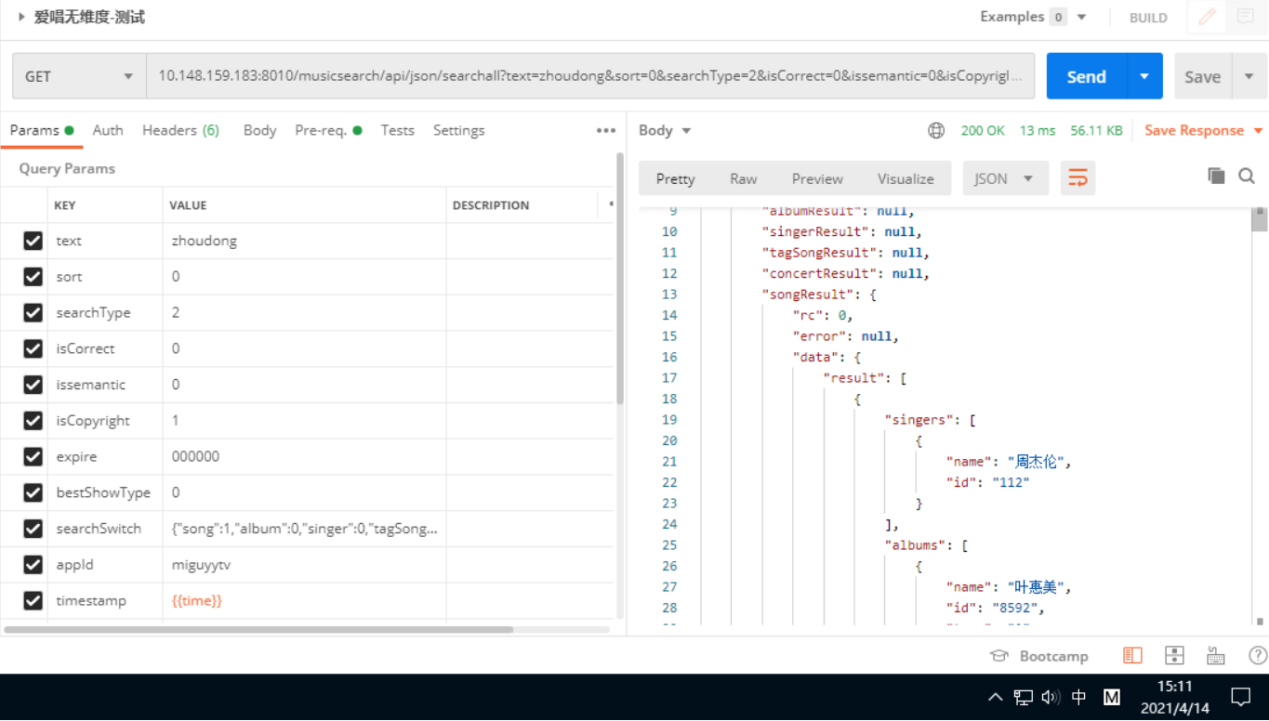 爱唱无维度-测试
Examples 0 BUILD
GET 10.148.159.183:8010/musicsearch/api/json/searchall?text=zhoudong&sort=0&searchType=2&isCorrect=0&issemantic=0&isCopyrigl... Send Save
Params Auth Headers (6) Body Pre-req. Tests Settings
Query Params
KEY VALUE DESCRIPTION
text zhoudong
sort 0
searchType 2
isCorrect 0
issemantic 0
isCopyright 1
expire 000000
bestShowType 0
searchSwitch {"song":1,"album":0,"singer":0,"tagSong...
appId miguyytv
timestamp {{time}}
Body 200 OK 13 ms 56.11 KB Save Response
Pretty Raw Preview Visualize JSON
9 "albumResult": null,
10 "singerResult": null,
11 "tagSongResult": null,
12 "concertResult": null,
13 "songResult": {
14 "rc": 0,
15 "error": null,
16 "data": {
17 "result": [
18 {
19 "singers": [
20 {
21 "name": "周杰伦",
22 "id": "112"
23 }
24 ],
25 "albums": [
26 {
27 "name": "叶惠美",
28 "id": "8592",
Bootcamp
中 M 15:11
2021/4/14